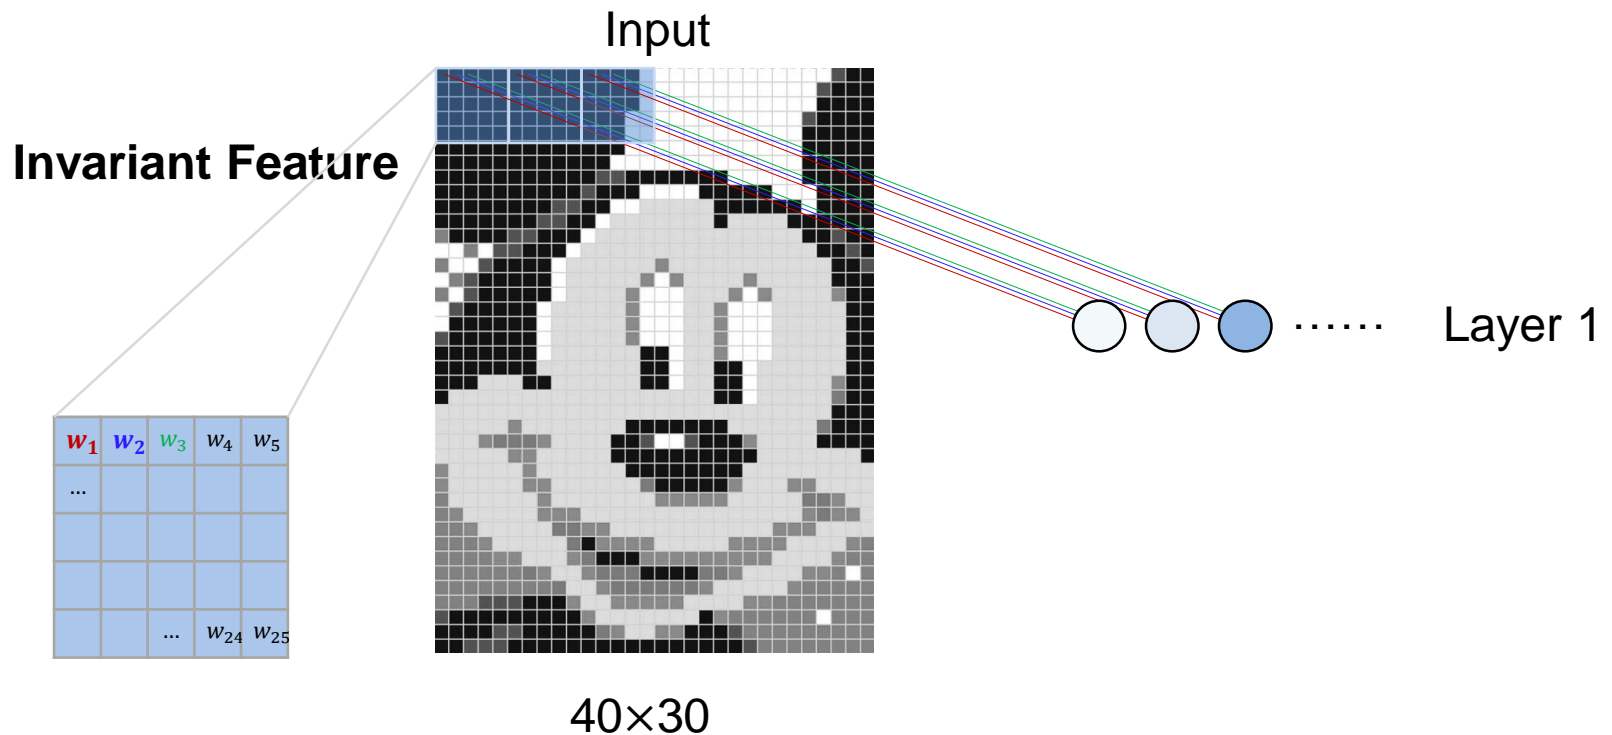 Input
Invariant Feature
...... Layer 1
w₁ w₂ w₃ w₄ w₅
...
... w₂₄ w₂₅
40×30